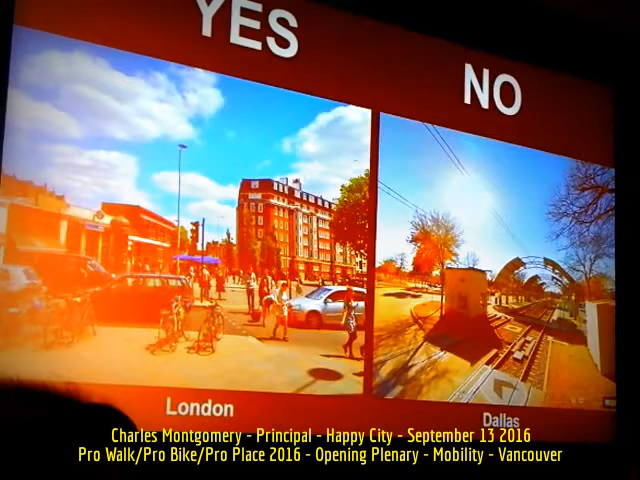 YES
NO
London
Dallas
Charles Montgomery - Principal - Happy City - September 13 2016
Pro Walk/Pro Bike/Pro Place 2016 - Opening Plenary - Mobility - Vancouver